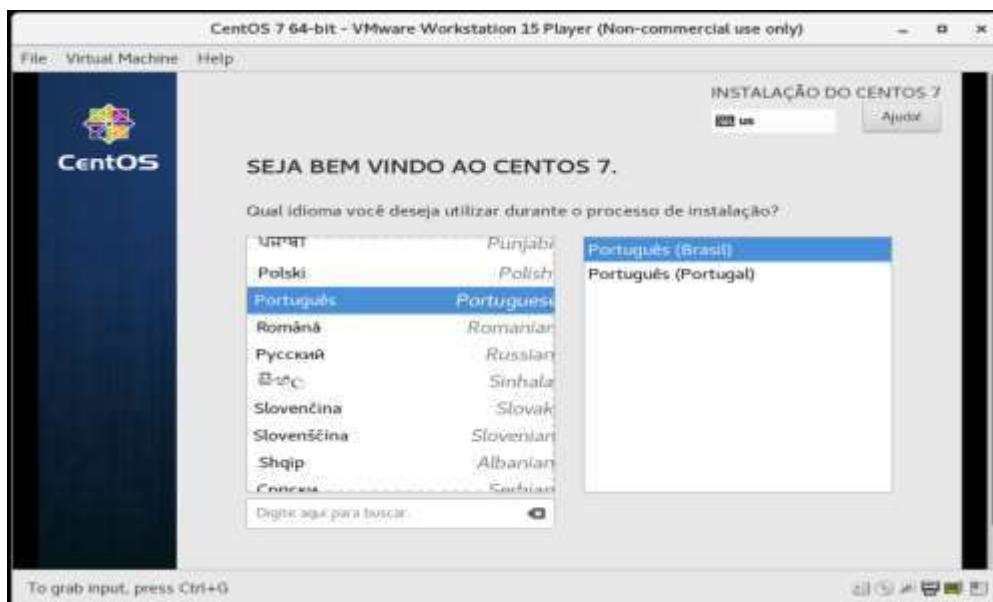 CentOS 7 64-bit - VMware Workstation 15 Player (Non-commercial use only)
File Virtual Machine Help
INSTALAÇÃO DO CENTOS 7
us Ajuda!
CentOS
SEJA BEM VINDO AO CENTOS 7.
Qual idioma você deseja utilizar durante o processo de instalação?
Punjabi
Polski Polish
Português Portuguese
Română Romanian
Русский Russian
Sinhala
Slovenčina Slovak
Slovenščina Slovenian
Shqip Albanian
Српски Serbian
Português (Brasil)
Português (Portugal)
Digite aqui para buscar.
To grab input, press Ctrl+G